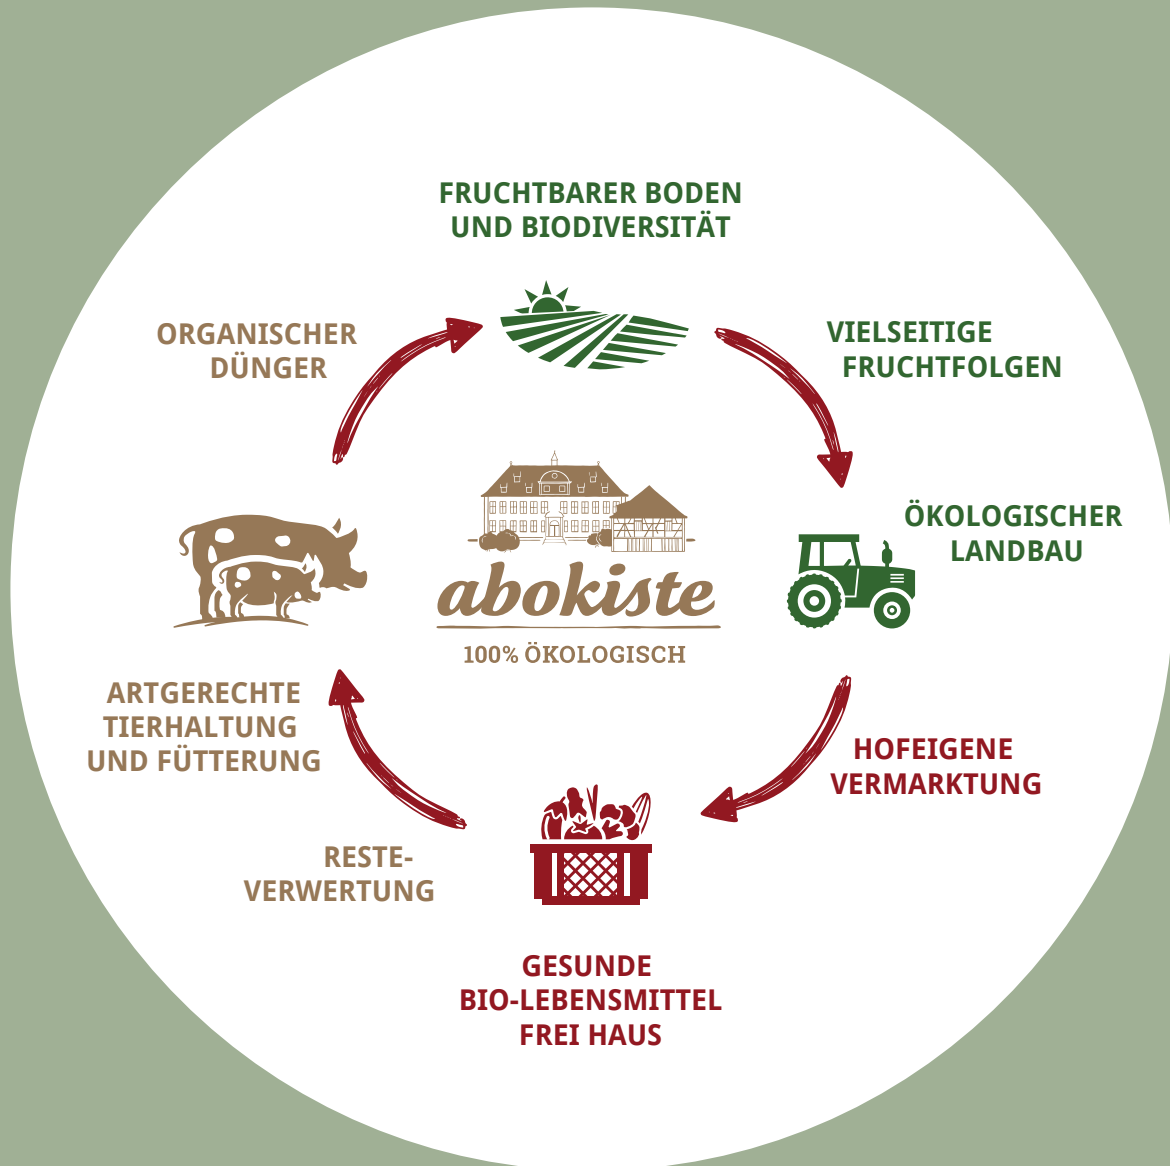 FRUCHTBARER BODEN
UND BIODIVERSITÄT
VIELSEITIGE
FRUCHTFOLGEN
ÖKOLOGISCHER
LANDBAU
HOFEIGENE
VERMARKTUNG
GESUNDE
BIO-LEBENSMITTEL
FREI HAUS
RESTE-
VERWERTUNG
ARTGERECHTE
TIERHALTUNG
UND FÜTTERUNG
ORGANISCHER
DÜNGER
abokiste
100% ÖKOLOGISCH